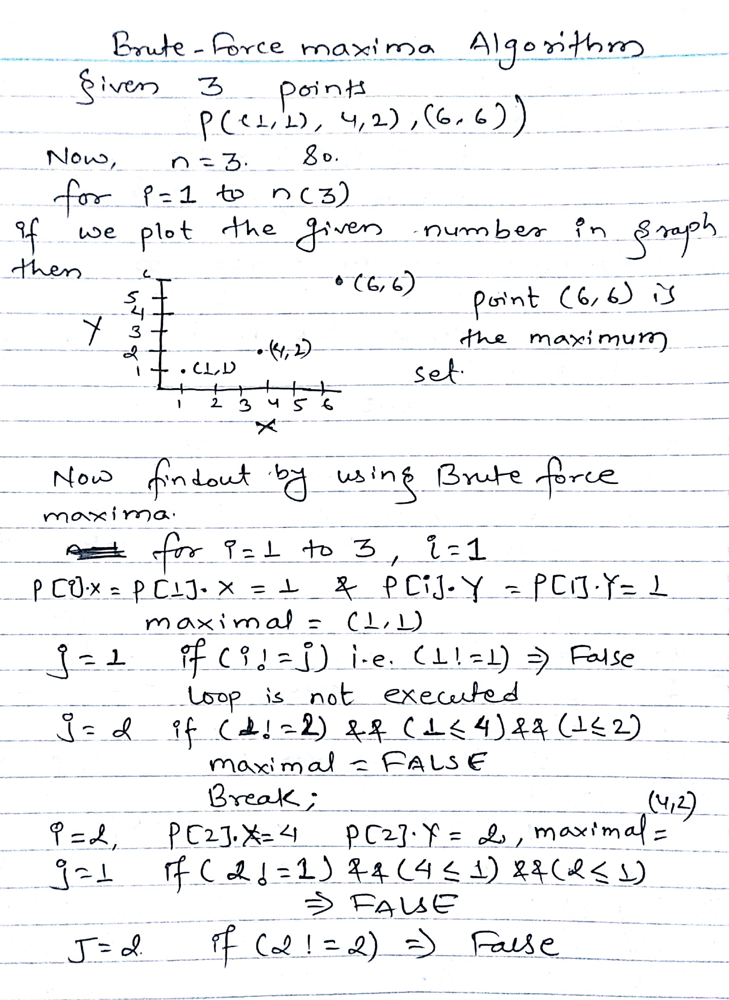 Brute-Force maxima Algorithm
Given 3 points
P((1,1), 4,2),(6,6))
Now, n=3. So.
for i=1 to n(3)
if we plot the given number in graph
then
(6,6)
5
4
Y 3
2 (4,2)
1 (1,1)
1 2 3 4 5 6
X
point (6,6) is
the maximum
set.
Now findout by using Brute force
maxima.
for i=1 to 3, i=1
P[i].x = P[1].x = 1 & P[i].Y = P[1].Y = 1
maximal = (1,1)
j=1 if (i!=j) i.e. (1!=1) ⇒ False
Loop is not executed
j=2 if (1!=2) && (1≤4) && (1≤2)
maximal = FALSE
Break;
i=2, P[2].X=4 P[2].Y=2, maximal = (4,2)
j=1 if (2!=1) && (4≤1) && (2≤1)
⇒ FALSE
J=2. if (2!=2) ⇒ False